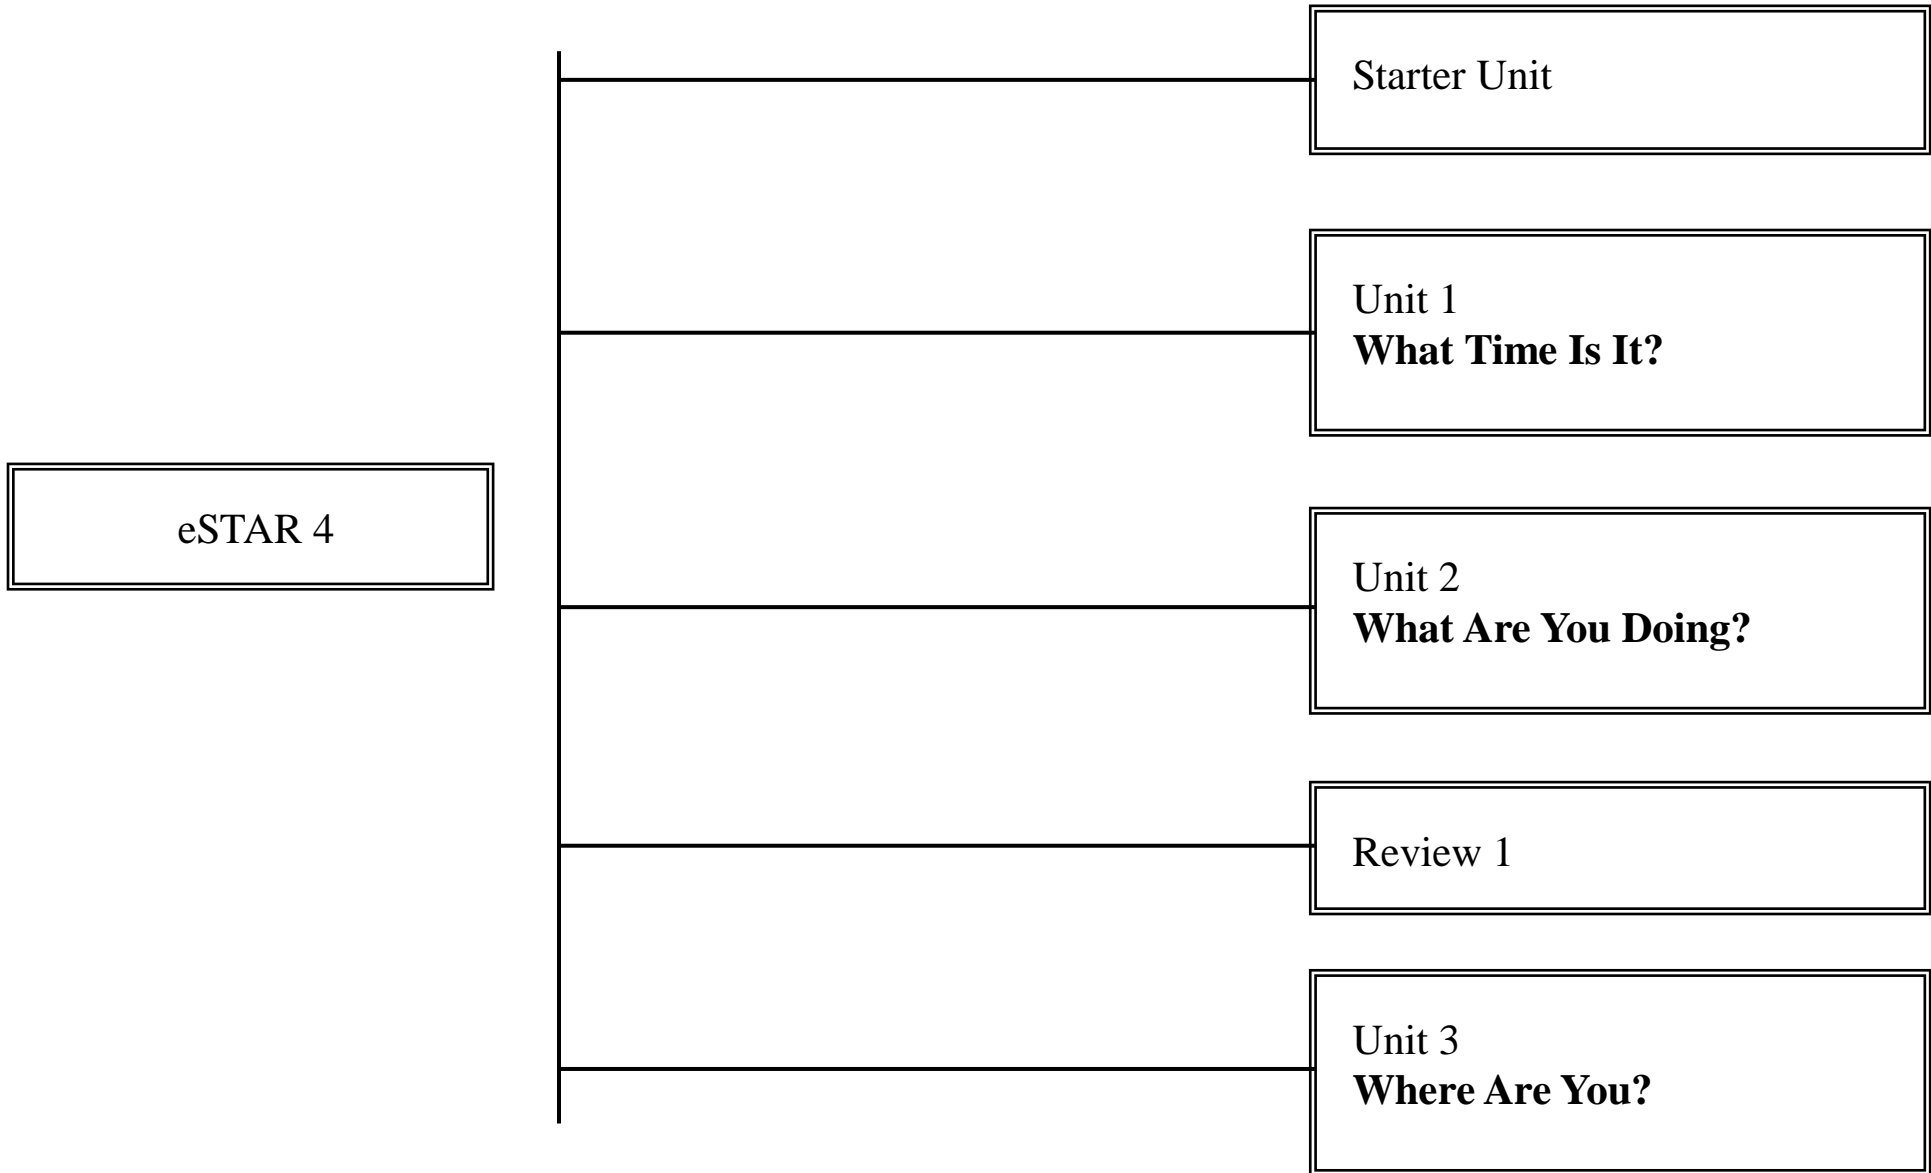 eSTAR 4
Starter Unit
Unit 1
What Time Is It?
Unit 2
What Are You Doing?
Review 1
Unit 3
Where Are You?